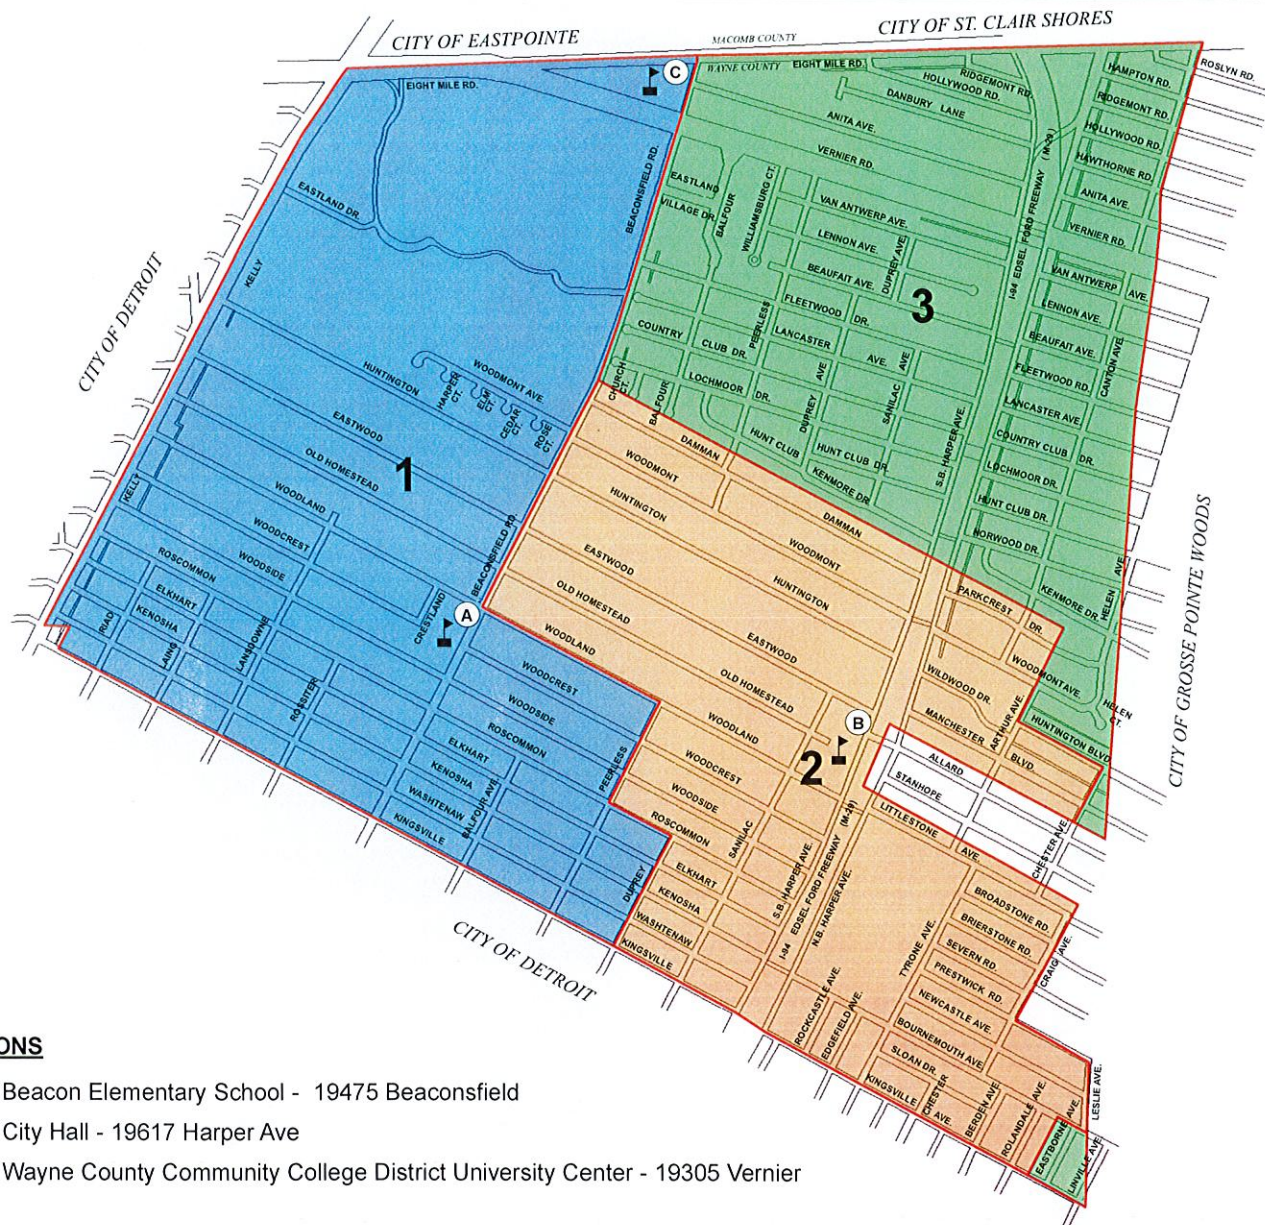 CITY OF EASTPOINTE
MACOMB COUNTY
CITY OF ST. CLAIR SHORES
WAYNE COUNTY
EIGHT MILE RD.
RIDGEMONT RD.
HOLLYWOOD RD.
HAMPTON RD.
ROSLYN RD.
C
EIGHT MILE RD.
DANBURY LANE
RIDGEMONT RD.
ANITA AVE.
HOLLYWOOD RD.
VERNIER RD.
HAWTHORNE RD.
BEACONSFIELD RD.
EASTLAND
VILLAGE DR.
BALFOUR
WILLIAMSBURG CT.
VAN ANTWERP AVE.
ANITA AVE.
EASTLAND DR.
LENNON AVE.
DUPREY AVE.
VERNIER RD.
I-94 EDSEL FORD FREEWAY (M-29)
KELLY
BEAUFAIT AVE.
VAN ANTWERP AVE.
CITY OF DETROIT
FLEETWOOD DR.
3
LENNON AVE.
COUNTRY CLUB DR.
PEERLESS
LANCASTER AVE.
BEAUFAIT AVE.
CANYON AVE.
HUNTINGTON
HARPER CT.
ELM CT.
CEDAR CT.
ROSE CT.
WOODMONT AVE.
CHURCH CT.
BALFOUR
LOCHMOOR DR.
DUPREY AVE
SANILAC AVE
FLEETWOOD RD.
LANCASTER AVE.
EASTWOOD
1
OLD HOMESTEAD
HUNT CLUB
HUNT CLUB DR.
KENMORE DR.
S.B. HARPER AVE.
COUNTRY CLUB DR.
LOCHMOOR DR.
HUNT CLUB DR.
DAMMAN
WOODMONT
DAMMAN
NORWOOD DR.
KELLY
WOODLAND
WOODCREST
WOODSIDE
ROSCOMMON
ELKHART
KENOSHA
RIAD
LAING
LANSDOWNE
ROSSITER
CRESTLAND
BEACONSFIELD RD.
A
HUNTINGTON
WOODMONT
HUNTINGTON
EASTWOOD
OLD HOMESTEAD
WOODLAND
EASTWOOD
OLD HOMESTEAD
PARKCREST DR.
KENMORE DR.
HELEN AVE.
WOODMONT AVE.
HELEN CT.
WILDWOOD DR.
MANCHESTER BLVD.
ARTHUR AVE.
HUNTINGTON BLVD
CITY OF GROSSE POINTE WOODS
WOODCREST
WOODSIDE
ROSCOMMON
ELKHART
KENOSHA
WASHTENAW
KINGSVILLE
BALFOUR AVE.
PEERLESS
DUPREY
WOODLAND
WOODCREST
WOODSIDE
ROSCOMMON
B
2
ALLARD
STANHOPE
LITTLESTONE AVE.
CHESTER AVE.
SANILAC
S.B. HARPER AVE.
I-94 EDSEL FORD FREEWAY (M-29)
N.B. HARPER AVE.
ELKHART
KENOSHA
WASHTENAW
KINGSVILLE
CITY OF DETROIT
TYRONE AVE.
BROADSTONE RD.
BRIERSTONE RD.
SEVERN RD.
PRESTWICK RD.
CRAIG AVE.
NEWCASTLE AVE.
BOURNEMOUTH AVE
SLOAN DR.
ROCKCASTLE AVE.
EDGEFIELD AVE.
KINGSVILLE
CHESTER AVE.
BERDEN AVE.
ROLANDALE AVE.
EASTBORNE AVE.
LINVILLE AVE.
LESLIE AVE.
ONS
Beacon Elementary School - 19475 Beaconsfield
City Hall - 19617 Harper Ave
Wayne County Community College District University Center - 19305 Vernier